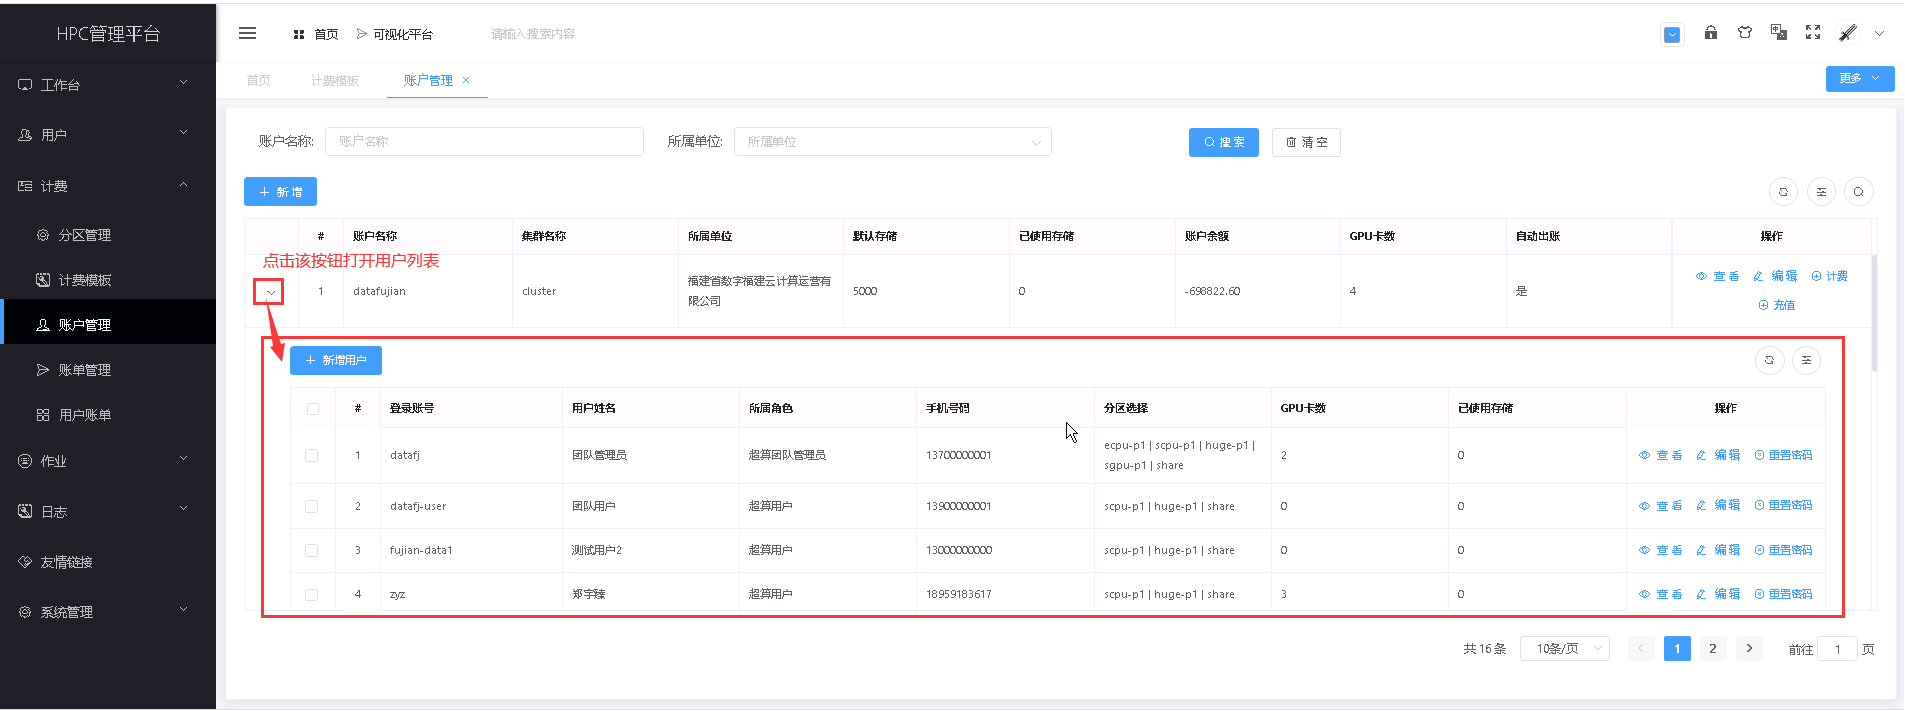 HPC管理平台
首页
可视化平台
请输入搜索内容
工作台
用户
计费
分区管理
计费模板
账户管理
账单管理
用户账单
作业
日志
友情链接
系统管理
首页
计费模板
账户管理 ×
更多
账户名称:
账户名称
所属单位:
所属单位
搜 索
清 空
+ 新 增
# 账户名称 集群名称 所属单位 默认存储 已使用存储 账户余额 GPU卡数 自动出账 操作
点击该按钮打开用户列表
1 datafujian cluster 福建省数字福建云计算运营有 5000 0 -698822.60 4 是 查 看 编 辑 计费
限公司 充值
+ 新增用户
# 登录账号 用户姓名 所属角色 手机号码 分区选择 GPU卡数 已使用存储 操作
1 datafj 团队管理员 超算团队管理员 13700000001 ecpu-p1 | scpu-p1 | huge-p1 | 2 0 查 看 编 辑 重置密码
sgpu-p1 | share
2 datafj-user 团队用户 超算用户 13900000001 scpu-p1 | huge-p1 | share 0 0 查 看 编 辑 重置密码
3 fujian-data1 测试用户2 超算用户 13000000000 scpu-p1 | huge-p1 | share 0 0 查 看 编 辑 重置密码
4 zyz 郑宇臻 超算用户 18959183617 scpu-p1 | huge-p1 | share 3 0 查 看 编 辑 重置密码
共 16 条 10条/页 < 1 2 > 前往 1 页